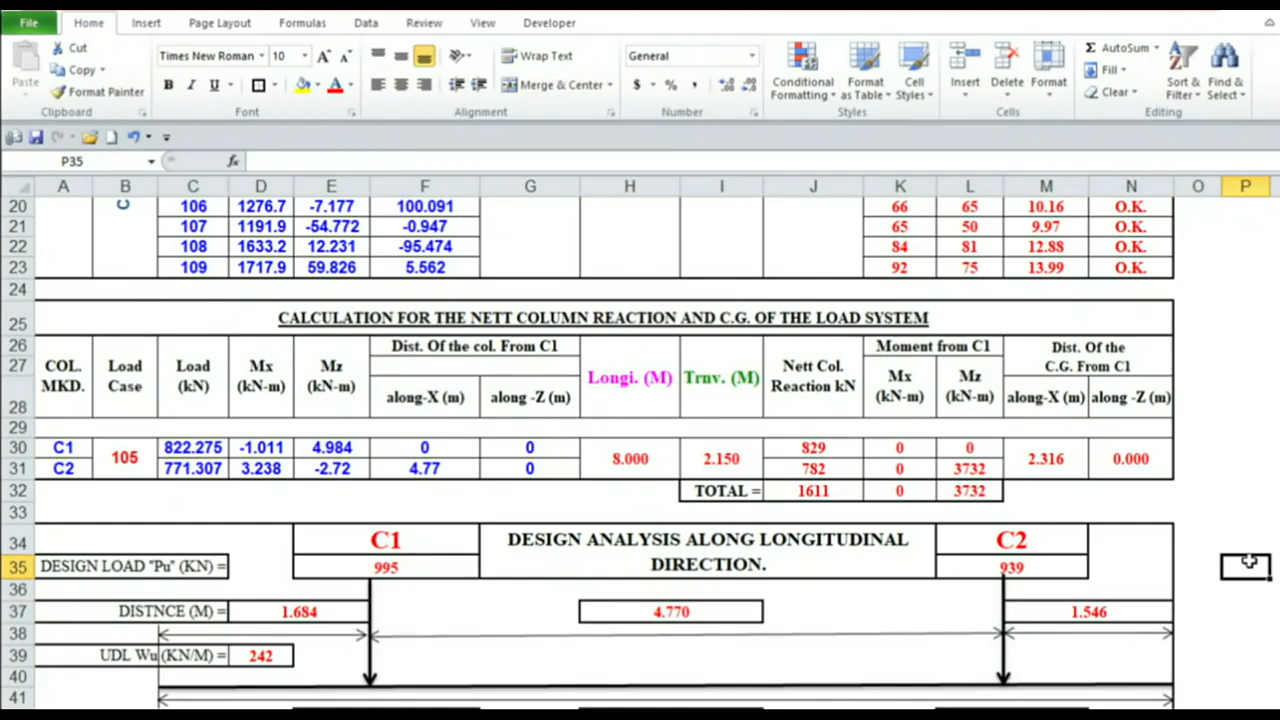 File Home Insert Page Layout Formulas Data Review View Developer
Cut Times New Roman 10 A A Wrap Text General Σ AutoSum
Paste Copy Fill
Format Painter B I U A Merge & Center $ % , Conditional Formatting Format as Table Cell Styles Insert Delete Format Clear Sort & Filter Find & Select
Clipboard Font Alignment Number Styles Cells Editing
P35 fx
A B C D E F G H I J K L M N O P
20 C 106 1276.7 -7.177 100.091 66 65 10.16 O.K.
21 107 1191.9 -54.772 -0.947 65 50 9.97 O.K.
22 108 1633.2 12.231 -95.474 84 81 12.88 O.K.
23 109 1717.9 59.826 5.562 92 75 13.99 O.K.
24
25 CALCULATION FOR THE NETT COLUMN REACTION AND C.G. OF THE LOAD SYSTEM
26 Dist. Of the col. From C1 Moment from C1 Dist. Of the
27 COL. Load Load Mx Mz Nett Col. C.G. From C1
MKD. Case (kN) (kN-m) (kN-m) Longi. (M) Trnv. (M) Reaction kN Mx Mz
28 along-X (m) along -Z (m) (kN-m) (kN-m) along-X (m) along -Z (m)
29
30 C1 105 822.275 -1.011 4.984 0 0 8.000 2.150 829 0 0 2.316 0.000
31 C2 771.307 3.238 -2.72 4.77 0 782 0 3732
32 TOTAL = 1611 0 3732
33
34 C1 DESIGN ANALYSIS ALONG LONGITUDINAL DIRECTION. C2
35 DESIGN LOAD "Pu" (KN) = 995 939
36
37 DISTNCE (M) = 1.684 4.770 1.546
38
39 UDL Wu (KN/M) = 242
40
41